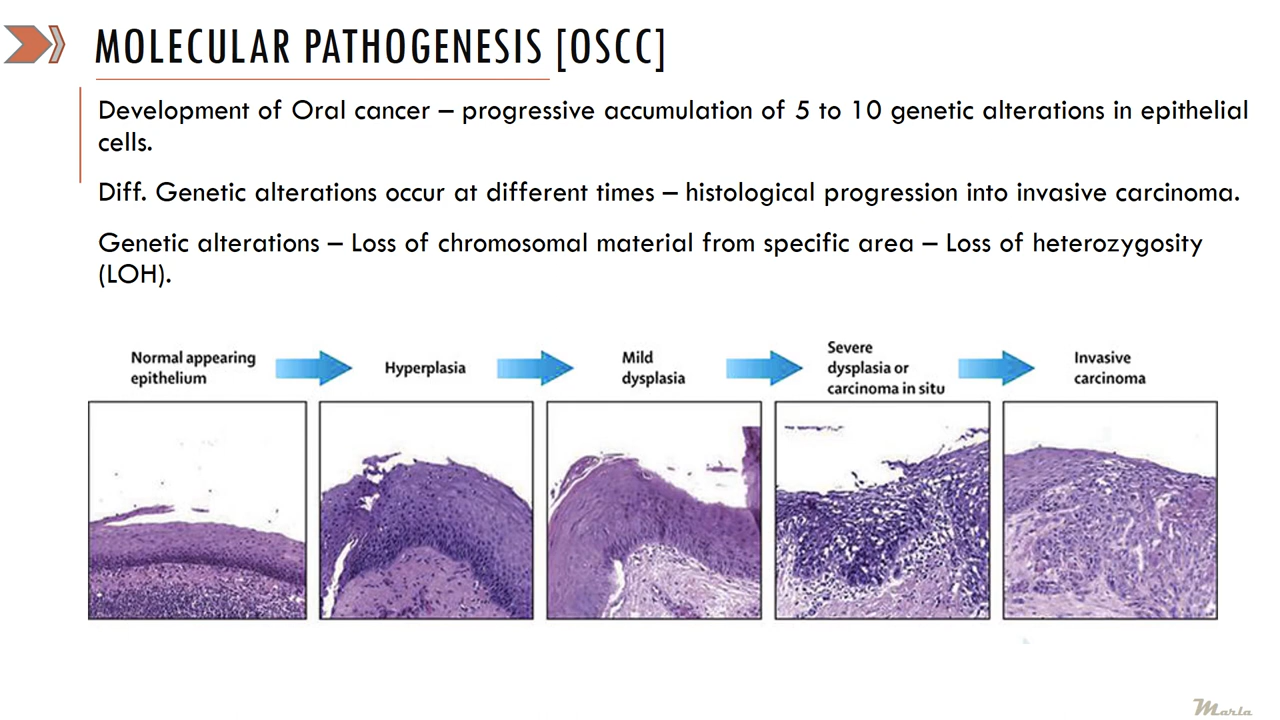 MOLECULAR PATHOGENESIS [OSCC]
Development of Oral cancer – progressive accumulation of 5 to 10 genetic alterations in epithelial
cells.
Diff. Genetic alterations occur at different times – histological progression into invasive carcinoma.
Genetic alterations – Loss of chromosomal material from specific area – Loss of heterozygosity
(LOH).
Normal appearing
epithelium
Hyperplasia
Mild
dysplasia
Severe
dysplasia or
carcinoma in situ
Invasive
carcinoma
Marla